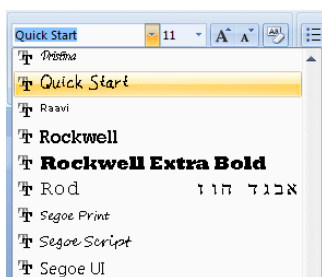 Quick Start 11
Pristina
Quick Start
Raavi
Rockwell
Rockwell Extra Bold
Rod אבגד הוז
Segoe Print
Segoe Script
Segoe UI